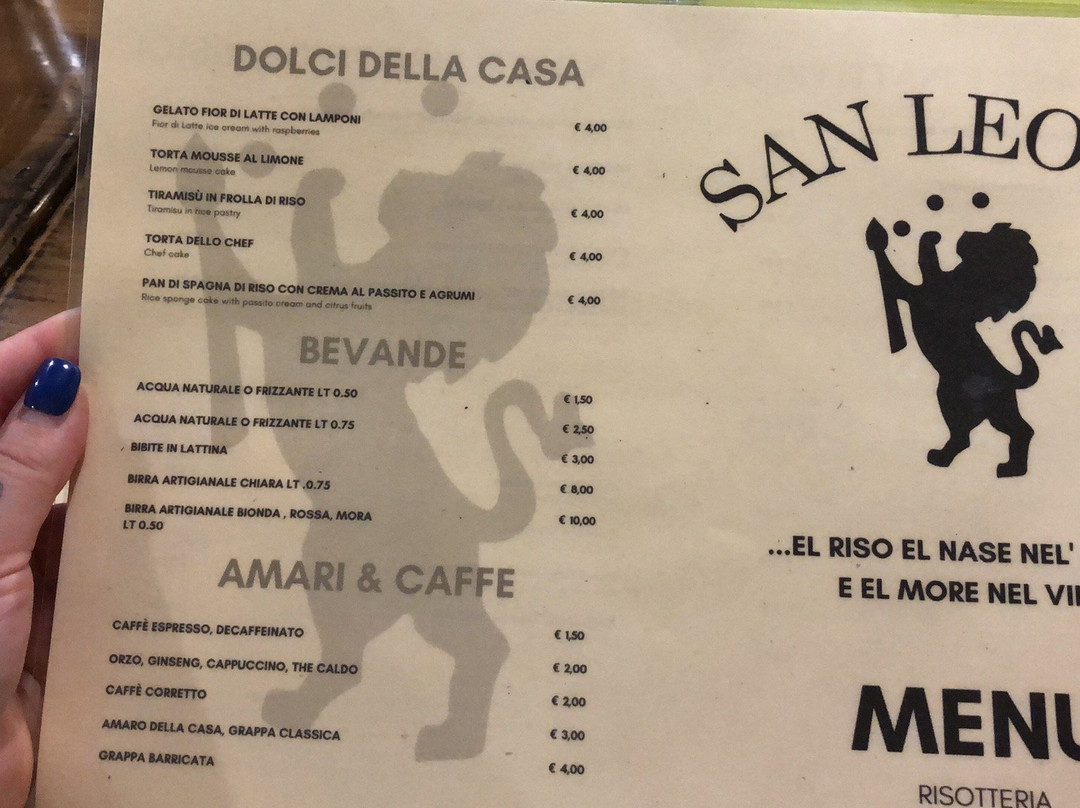 DOLCI DELLA CASA
GELATO FIOR DI LATTE CON LAMPONI
Fior di Latte ice cream with raspberries
€ 4,00
TORTA MOUSSE AL LIMONE
Lemon mousse cake
€ 4,00
TIRAMISÙ IN FROLLA DI RISO
Tiramisu in rice pastry
€ 4,00
TORTA DELLO CHEF
Chef cake
€ 4,00
PAN DI SPAGNA DI RISO CON CREMA AL PASSITO E AGRUMI
Rice sponge cake with passito cream and citrus fruits
€ 4,00
BEVANDE
ACQUA NATURALE O FRIZZANTE LT 0.50
€ 1,50
ACQUA NATURALE O FRIZZANTE LT 0.75
€ 2,50
BIBITE IN LATTINA
€ 3,00
BIRRA ARTIGIANALE CHIARA LT .0.75
€ 8,00
BIRRA ARTIGIANALE BIONDA , ROSSA, MORA
LT 0.50
€ 10,00
AMARI & CAFFE
CAFFÈ ESPRESSO, DECAFFEINATO
€ 1,50
ORZO, GINSENG, CAPPUCCINO, THE CALDO
€ 2,00
CAFFÈ CORRETTO
€ 2,00
AMARO DELLA CASA, GRAPPA CLASSICA
€ 3,00
GRAPPA BARRICATA
€ 4,00
SAN LEO
...EL RISO EL NASE NEL'
E EL MORE NEL
MENU
RISOTTERIA